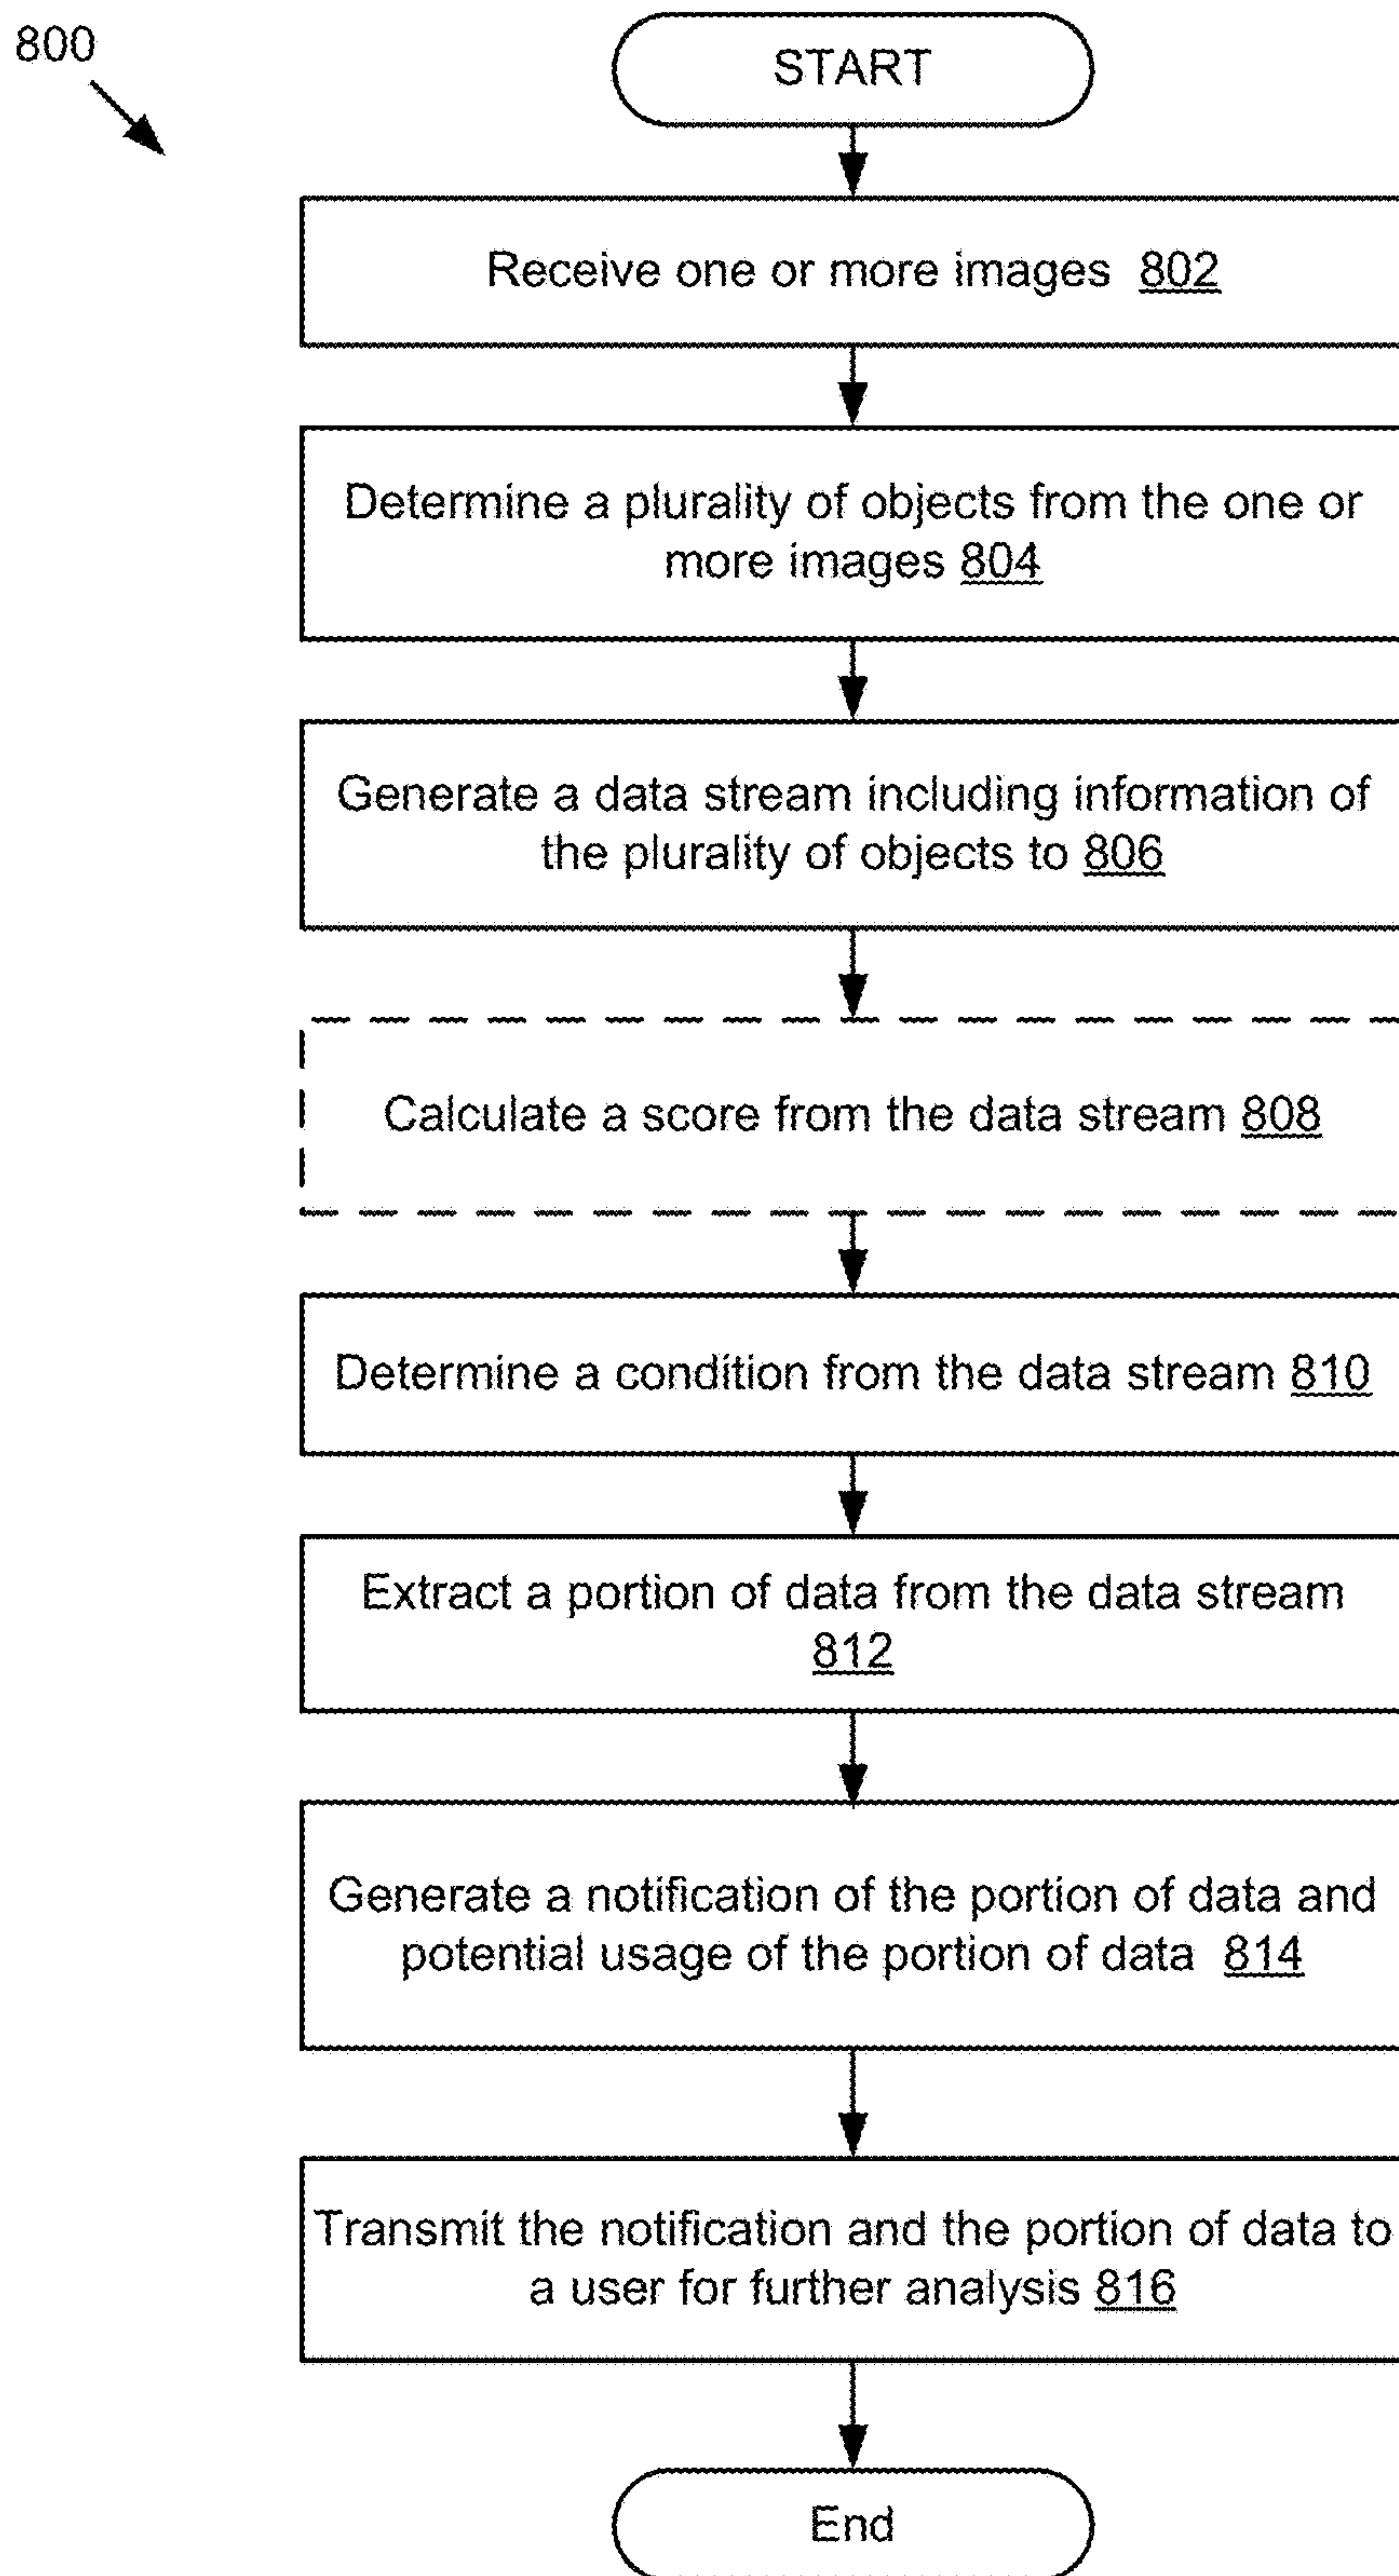 800
START
Receive one or more images 802
Determine a plurality of objects from the one or
more images 804
Generate a data stream including information of
the plurality of objects to 806
Calculate a score from the data stream 808
Determine a condition from the data stream 810
Extract a portion of data from the data stream
812
Generate a notification of the portion of data and
potential usage of the portion of data 814
Transmit the notification and the portion of data to
a user for further analysis 816
End